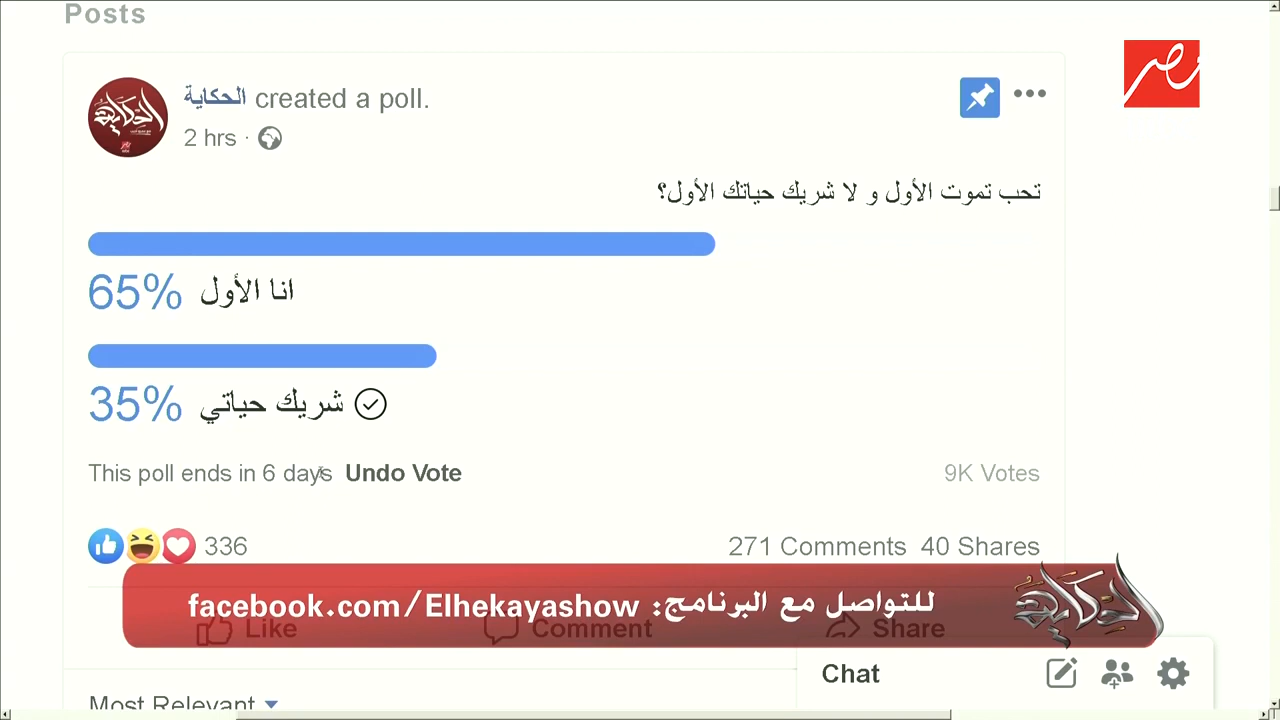 Posts
مصر
الحكاية created a poll.
2 hrs ·
تحب تموت الأول و لا شريك حياتك الأول؟
65% انا الأول
35% شريك حياتي
This poll ends in 6 days Undo Vote
9K Votes
336
271 Comments 40 Shares
للتواصل مع البرنامج: facebook.com/Elhekayashow
الحكاية
Like Comment Share
Chat
Most Relevant